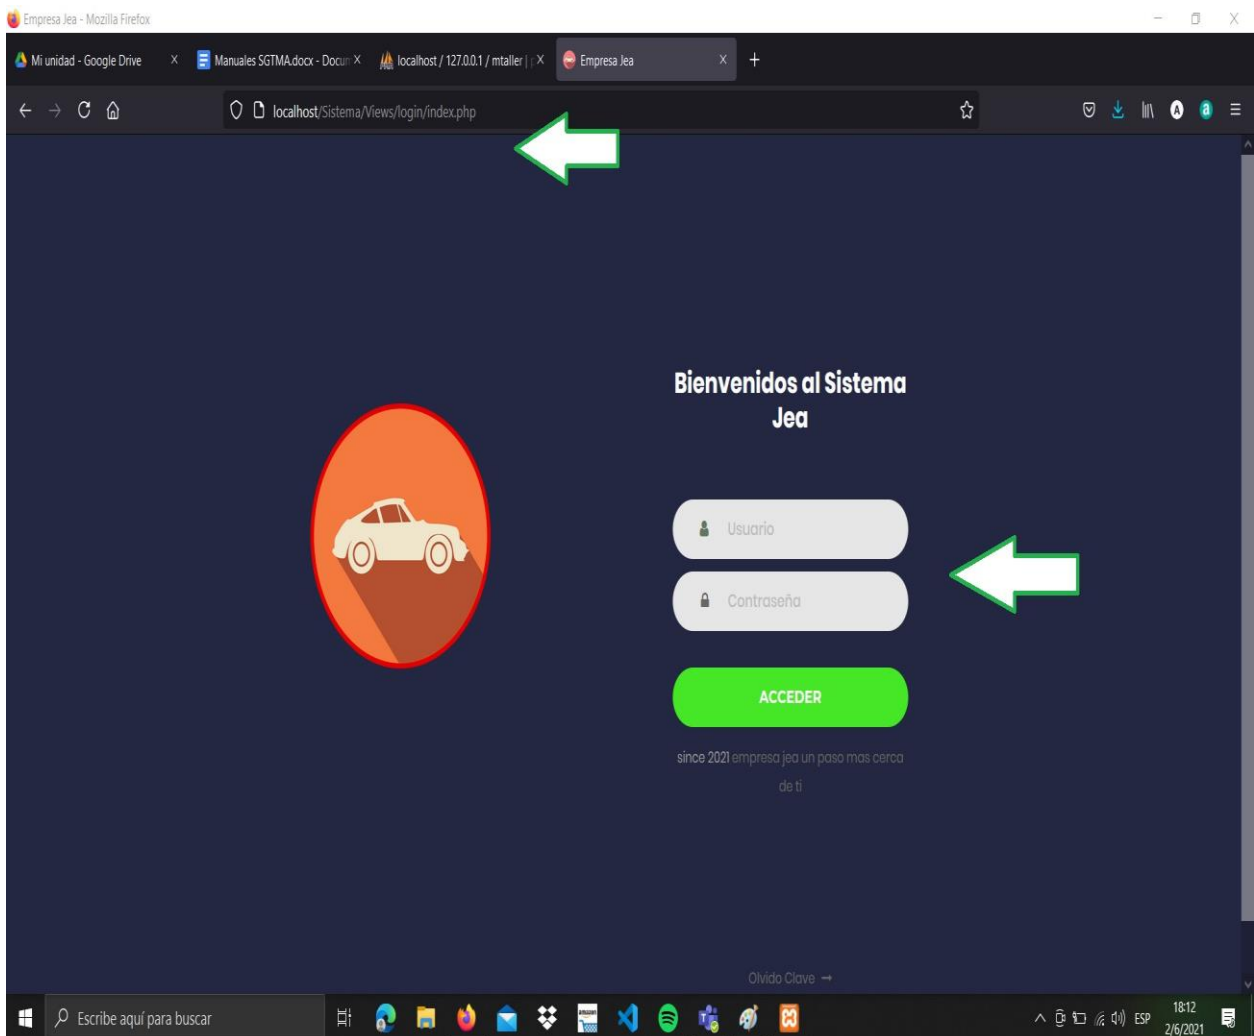 Empresa Jea - Mozilla Firefox
Mi unidad - Google Drive
Manuales SGTMA.docx - Docum
localhost / 127.0.0.1 / mtaller |
Empresa Jea
localhost/Sistema/Views/login/index.php
Bienvenidos al Sistema
Jea
Usuario
Contraseña
ACCEDER
since 2021 empresa jea un paso mas cerca
de ti
Olvido Clave →
Escribe aquí para buscar
ESP
18:12
2/6/2021